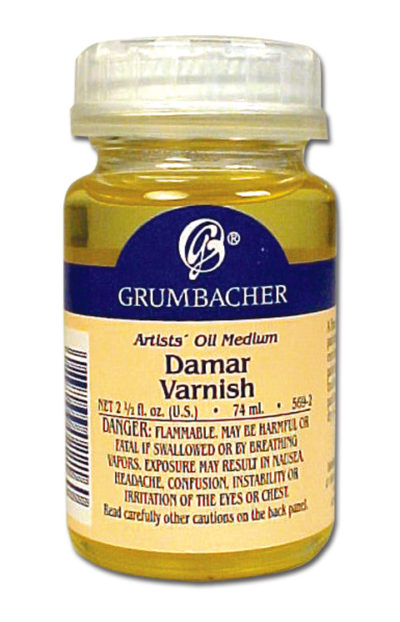 GB®
GRUMBACHER
Artists' Oil Medium
Damar
Varnish
NET 2 ½ fl. oz. (U.S.) • 74 ml. • 569-2
DANGER: FLAMMABLE. MAY BE HARMFUL OR
FATAL IF SWALLOWED OR BY BREATHING
VAPORS. EXPOSURE MAY RESULT IN NAUSEA,
HEADACHE, CONFUSION, INSTABILITY OR
IRRITATION OF THE EYES OR CHEST.
Read carefully other cautions on the back panel.